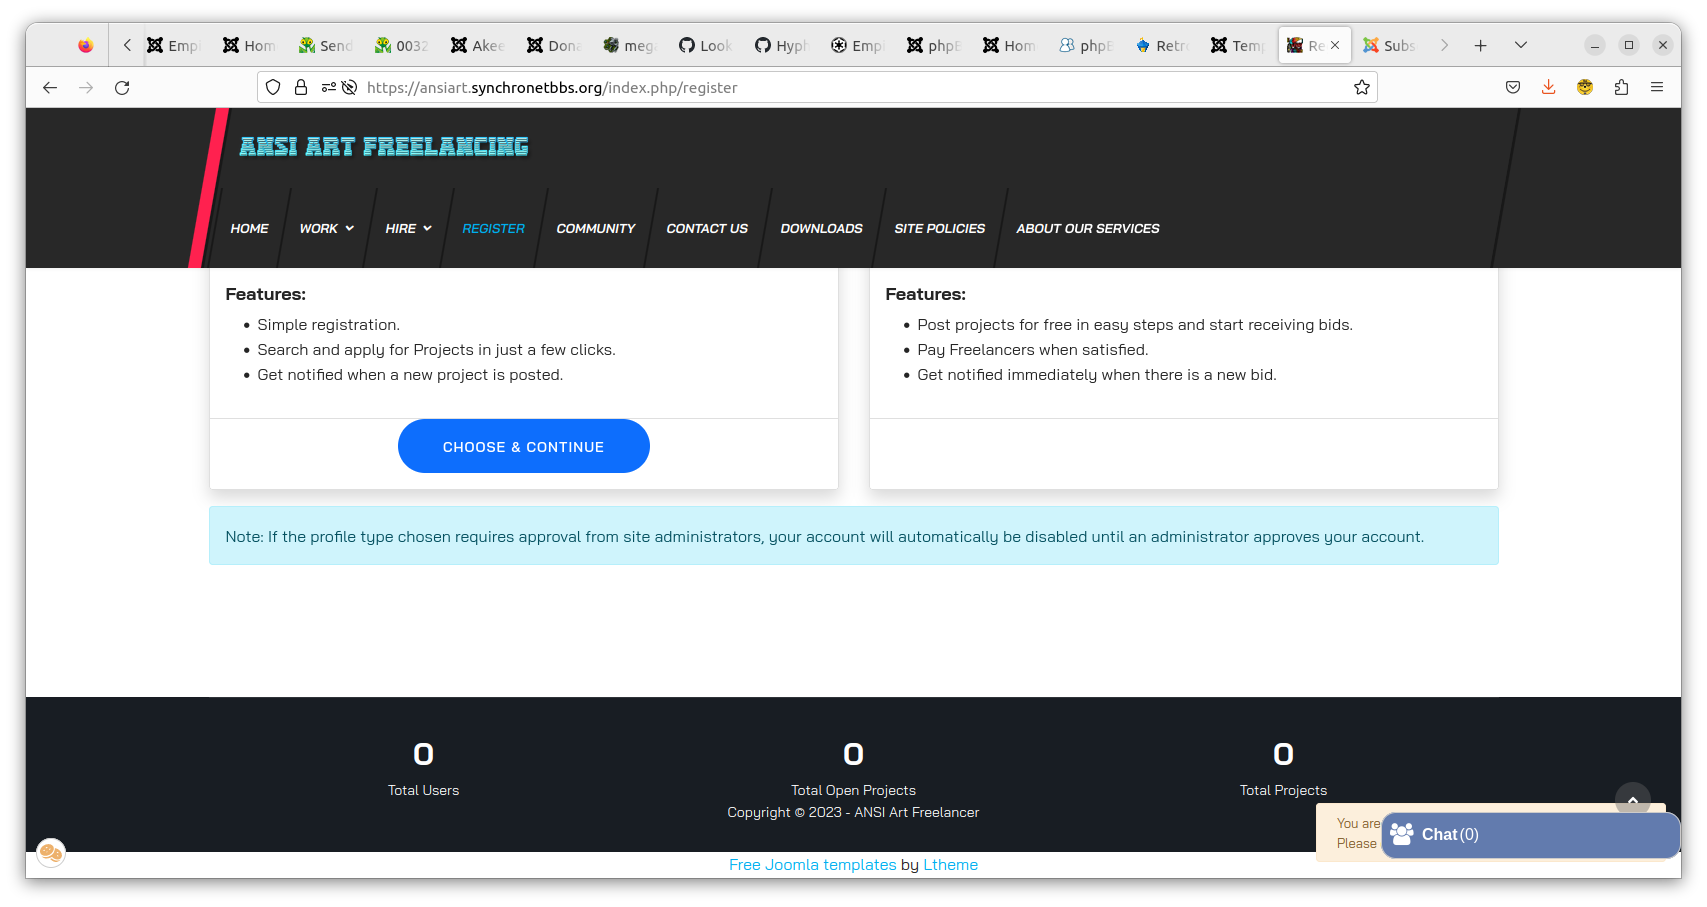 Empl
Hom
Send
0032
Akee
Dona
mega
Look
Hyph
Empl
phpB
Hom
phpB
Retro
Temp
Re
Subs
https://ansiart.synchronetbbs.org/index.php/register
ANSI ART FREELANCING
HOME WORK HIRE REGISTER COMMUNITY CONTACT US DOWNLOADS SITE POLICIES ABOUT OUR SERVICES
Features:
Simple registration.
Search and apply for Projects in just a few clicks.
Get notified when a new project is posted.
CHOOSE & CONTINUE
Features:
Post projects for free in easy steps and start receiving bids.
Pay Freelancers when satisfied.
Get notified immediately when there is a new bid.
Note: If the profile type chosen requires approval from site administrators, your account will automatically be disabled until an administrator approves your account.
0
Total Users
0
Total Open Projects
0
Total Projects
Copyright © 2023 - ANSI Art Freelancer
You are
Please
Chat (0)
Free Joomla templates by Ltheme